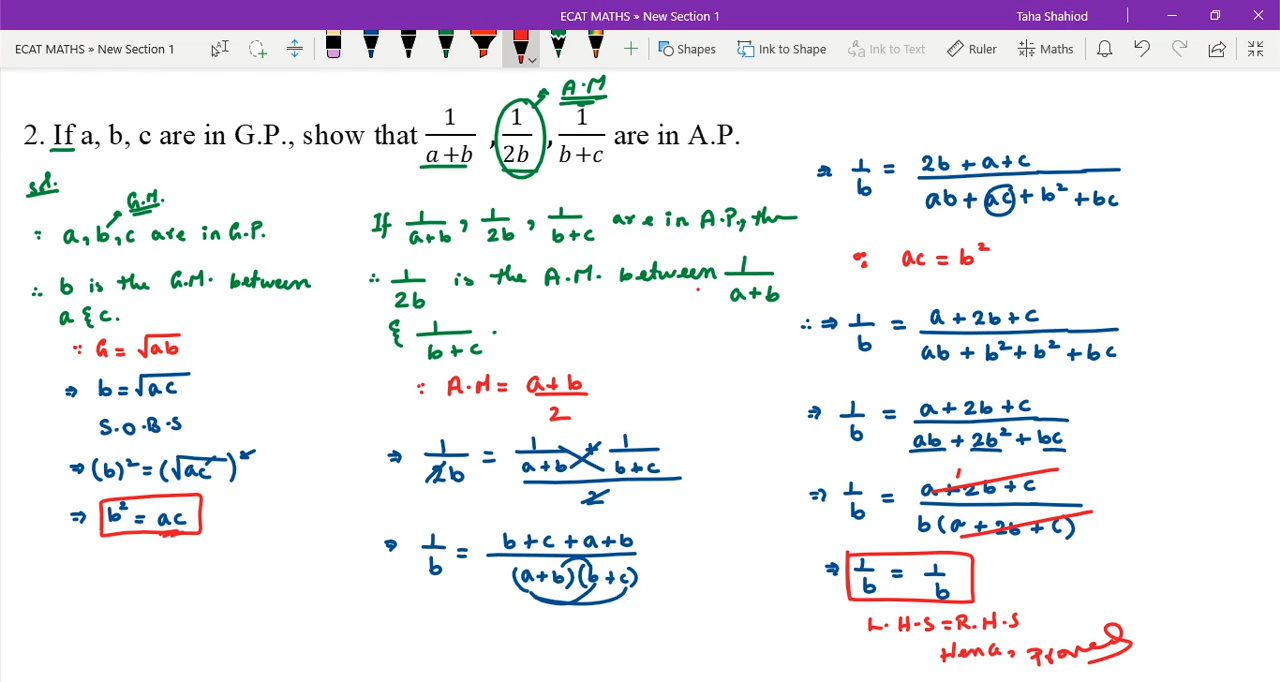 ECAT MATHS » New Section 1
Taha Shahiod
ECAT MATHS » New Section 1
Shapes
Ink to Shape
Ink to Text
Ruler
Maths
A.M
2. If a, b, c are in G.P., show that 1/(a+b) , 1/(2b) , 1/(b+c) are in A.P.
sol.
G.M.
∵ a, b, c are in G.P.
∴ b is the G.M. between
a & c.
∵ G = √ab
⇒ b = √ac
S.O.B.S
⇒ (b)² = (√ac)²
⇒ b² = ac
If 1/(a+b) , 1/(2b) , 1/(b+c) are in A.P, then
∴ 1/(2b) is the A.M. between 1/(a+b)
& 1/(b+c) .
∵ A.M = (a+b)/2
⇒ 1/(2b) = (1/(a+b) + 1/(b+c))/2
⇒ 1/b = (b+c+a+b)/((a+b)(b+c))
⇒ 1/b = (2b+a+c)/(ab+ac+b²+bc)
∵ ac = b²
∴ ⇒ 1/b = (a+2b+c)/(ab+b²+b²+bc)
⇒ 1/b = (a+2b+c)/(ab+2b²+bc)
⇒ 1/b = (a+2b+c)/(b(a+2b+c))
1
⇒ 1/b = 1/b
L.H.S = R.H.S
Hence, Proved